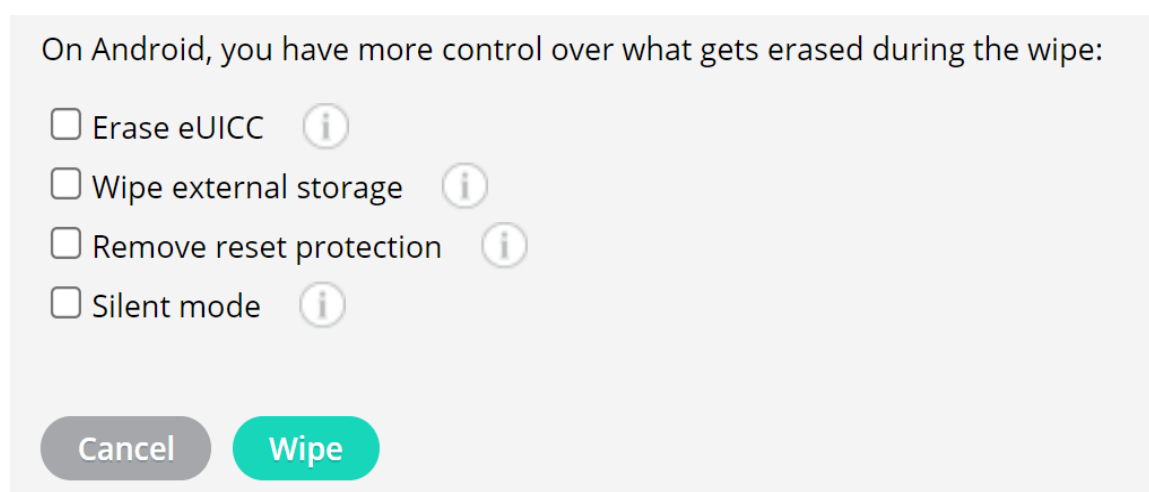 On Android, you have more control over what gets erased during the wipe:
Erase eUICC i
Wipe external storage i
Remove reset protection i
Silent mode i
Cancel Wipe